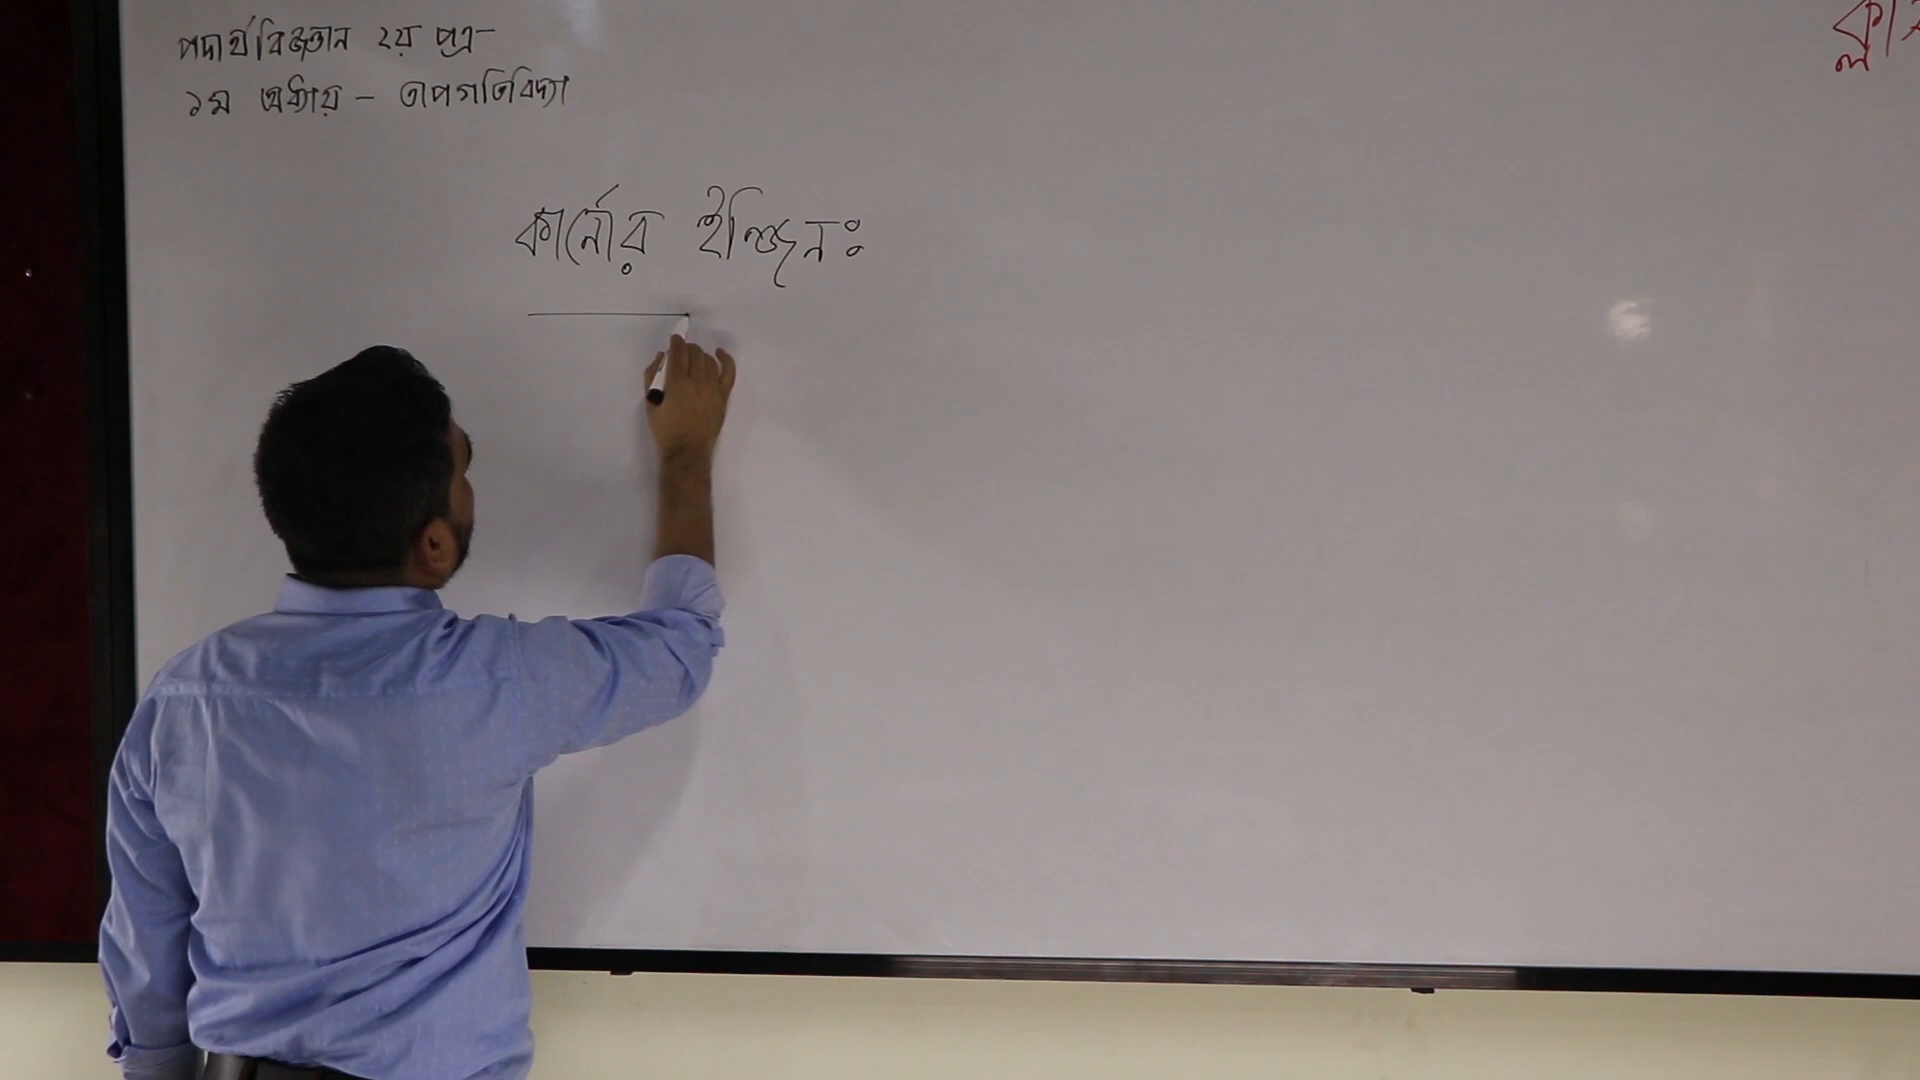 পদার্থবিজ্ঞান ২য় পত্র-
১ম অধ্যায় - তাপগতিবিদ্যা
কার্নোর ইঞ্জিনঃ